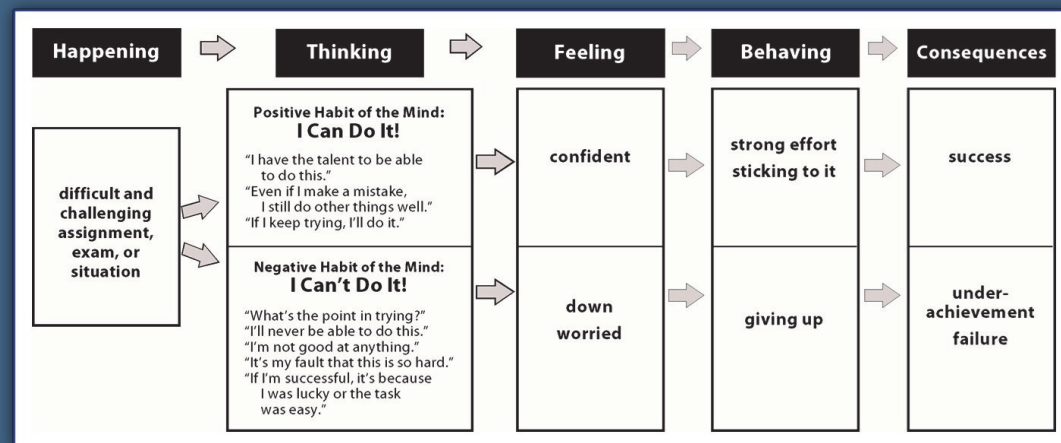 Happening
Thinking
Feeling
Behaving
Consequences
difficult and
challenging
assignment,
exam, or
situation
Positive Habit of the Mind:
I Can Do It!
“I have the talent to be able
to do this.”
“Even if I make a mistake,
I still do other things well.”
“If I keep trying, I’ll do it.”
confident
strong effort
sticking to it
success
Negative Habit of the Mind:
I Can’t Do It!
“What’s the point in trying?”
“I’ll never be able to do this.”
“I’m not good at anything.”
“It’s my fault that this is so hard.”
“If I’m successful, it’s because
I was lucky or the task
was easy.”
down
worried
giving up
under-
achievement
failure